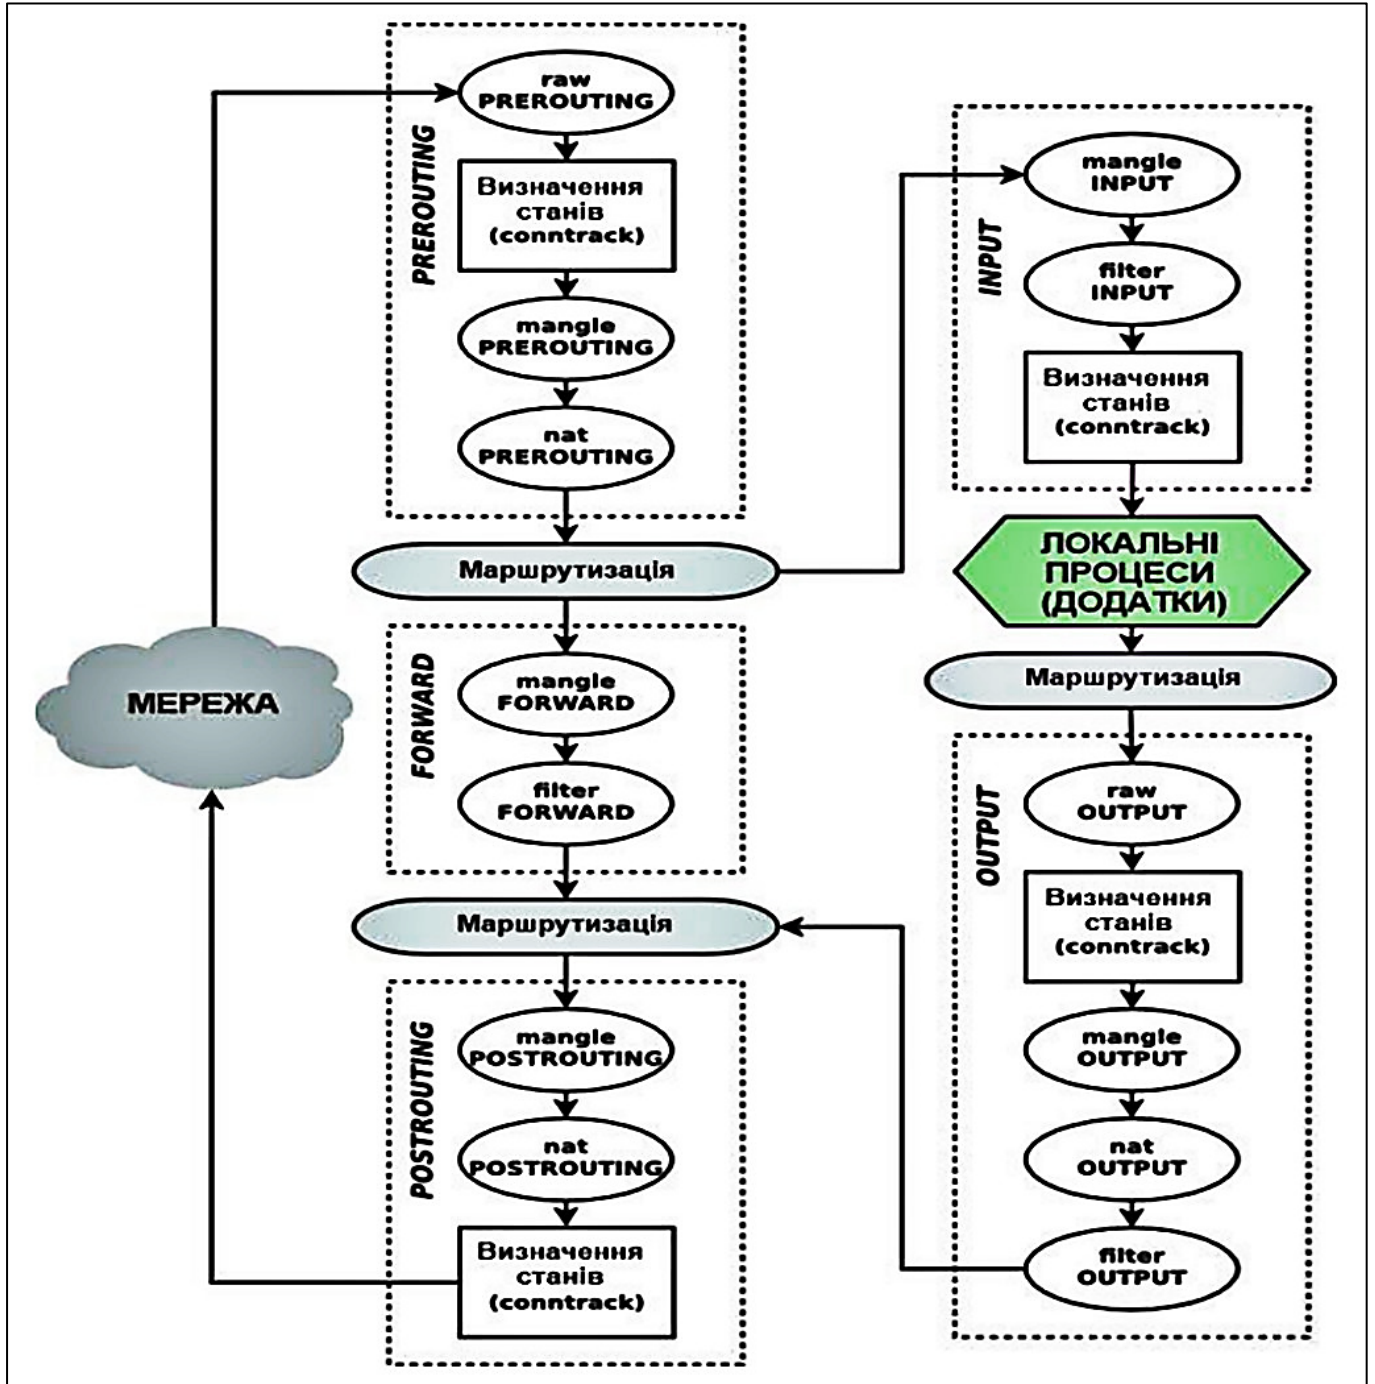 raw
PREROUTING
PREROUTING
Визначення
станів
(conntrack)
mangle
PREROUTING
nat
PREROUTING
Маршрутизація
mangle
INPUT
INPUT
filter
INPUT
Визначення
станів
(conntrack)
ЛОКАЛЬНІ
ПРОЦЕСИ
(ДОДАТКИ)
Маршрутизація
МЕРЕЖА
FORWARD
mangle
FORWARD
filter
FORWARD
Маршрутизація
OUTPUT
raw
OUTPUT
Визначення
станів
(conntrack)
mangle
OUTPUT
nat
OUTPUT
filter
OUTPUT
POSTROUTING
mangle
POSTROUTING
nat
POSTROUTING
Визначення
станів
(conntrack)